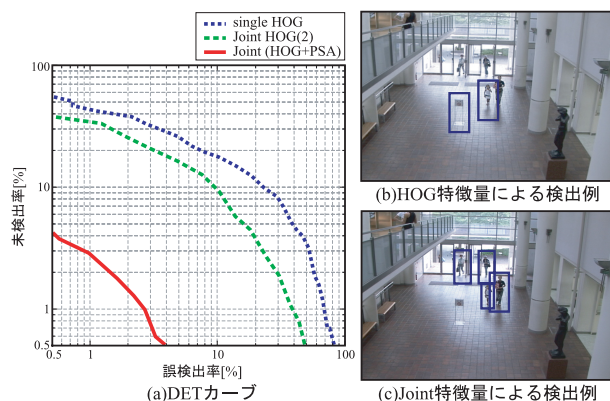 single HOG
Joint HOG(2)
Joint (HOG+PSA)
100
10
1
0.5
未検出率[%]
0.5 1 10 100
誤検出率[%]
(a)DETカーブ
(b)HOG特徴量による検出例
(c)Joint特徴量による検出例